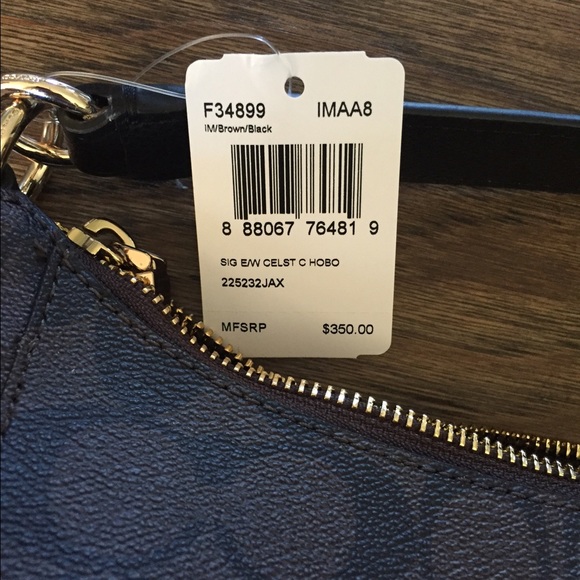 F34899 IMAA8
IM/Brown/Black
8 88067 76481 9
SIG E/W CELST C HOBO
225232JAX
MFSRP $350.00